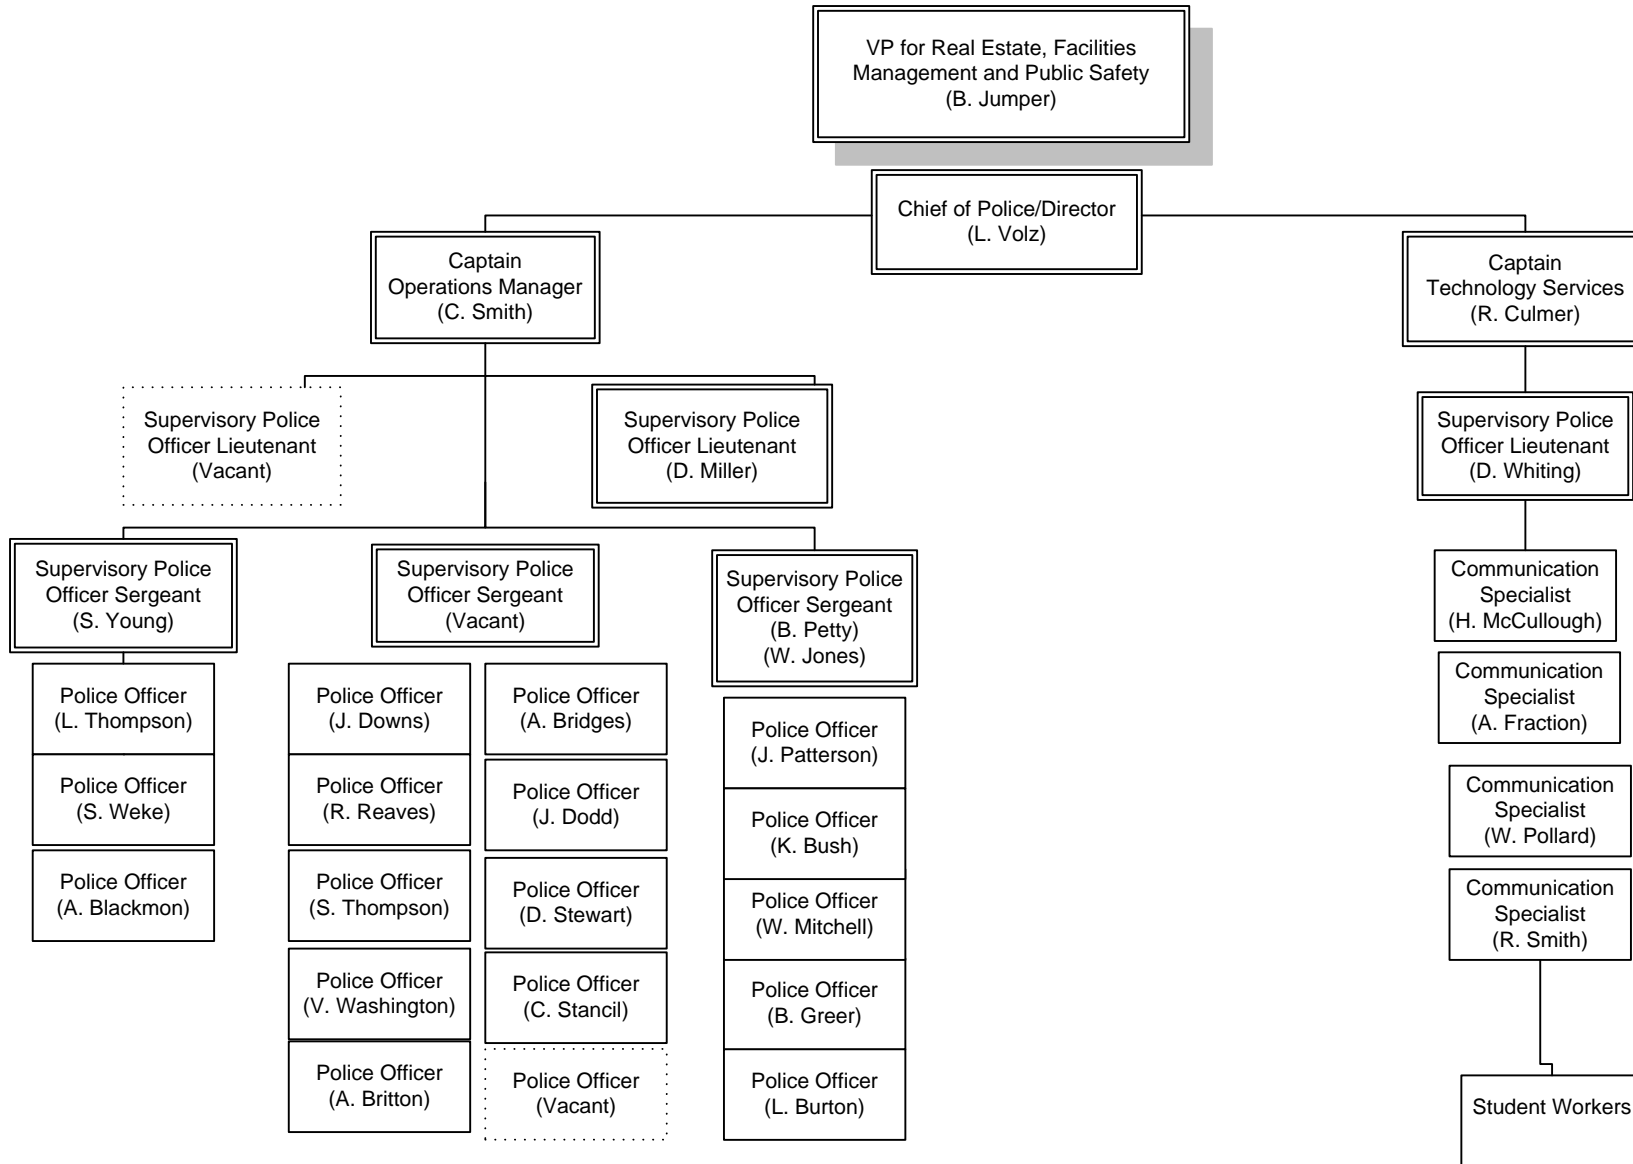 VP for Real Estate, Facilities
Management and Public Safety
(B. Jumper)
Chief of Police/Director
(L. Volz)
Captain
Operations Manager
(C. Smith)
Captain
Technology Services
(R. Culmer)
Supervisory Police
Officer Lieutenant
(Vacant)
Supervisory Police
Officer Lieutenant
(D. Miller)
Supervisory Police
Officer Lieutenant
(D. Whiting)
Supervisory Police
Officer Sergeant
(S. Young)
Supervisory Police
Officer Sergeant
(Vacant)
Supervisory Police
Officer Sergeant
(B. Petty)
(W. Jones)
Police Officer
(L. Thompson)
Police Officer
(S. Weke)
Police Officer
(A. Blackmon)
Police Officer
(J. Downs)
Police Officer
(R. Reaves)
Police Officer
(S. Thompson)
Police Officer
(V. Washington)
Police Officer
(A. Britton)
Police Officer
(A. Bridges)
Police Officer
(J. Dodd)
Police Officer
(D. Stewart)
Police Officer
(C. Stancil)
Police Officer
(Vacant)
Police Officer
(J. Patterson)
Police Officer
(K. Bush)
Police Officer
(W. Mitchell)
Police Officer
(B. Greer)
Police Officer
(L. Burton)
Communication
Specialist
(H. McCullough)
Communication
Specialist
(A. Fraction)
Communication
Specialist
(W. Pollard)
Communication
Specialist
(R. Smith)
Student Workers